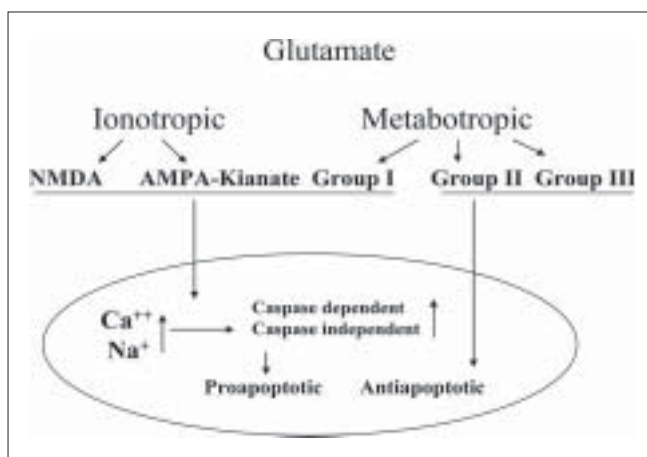 Glutamate
Ionotropic Metabotropic
NMDA AMPA-Kianate Group I Group II Group III
Ca++
Na+
Caspase dependent
Caspase independent
Proapoptotic Antiapoptotic